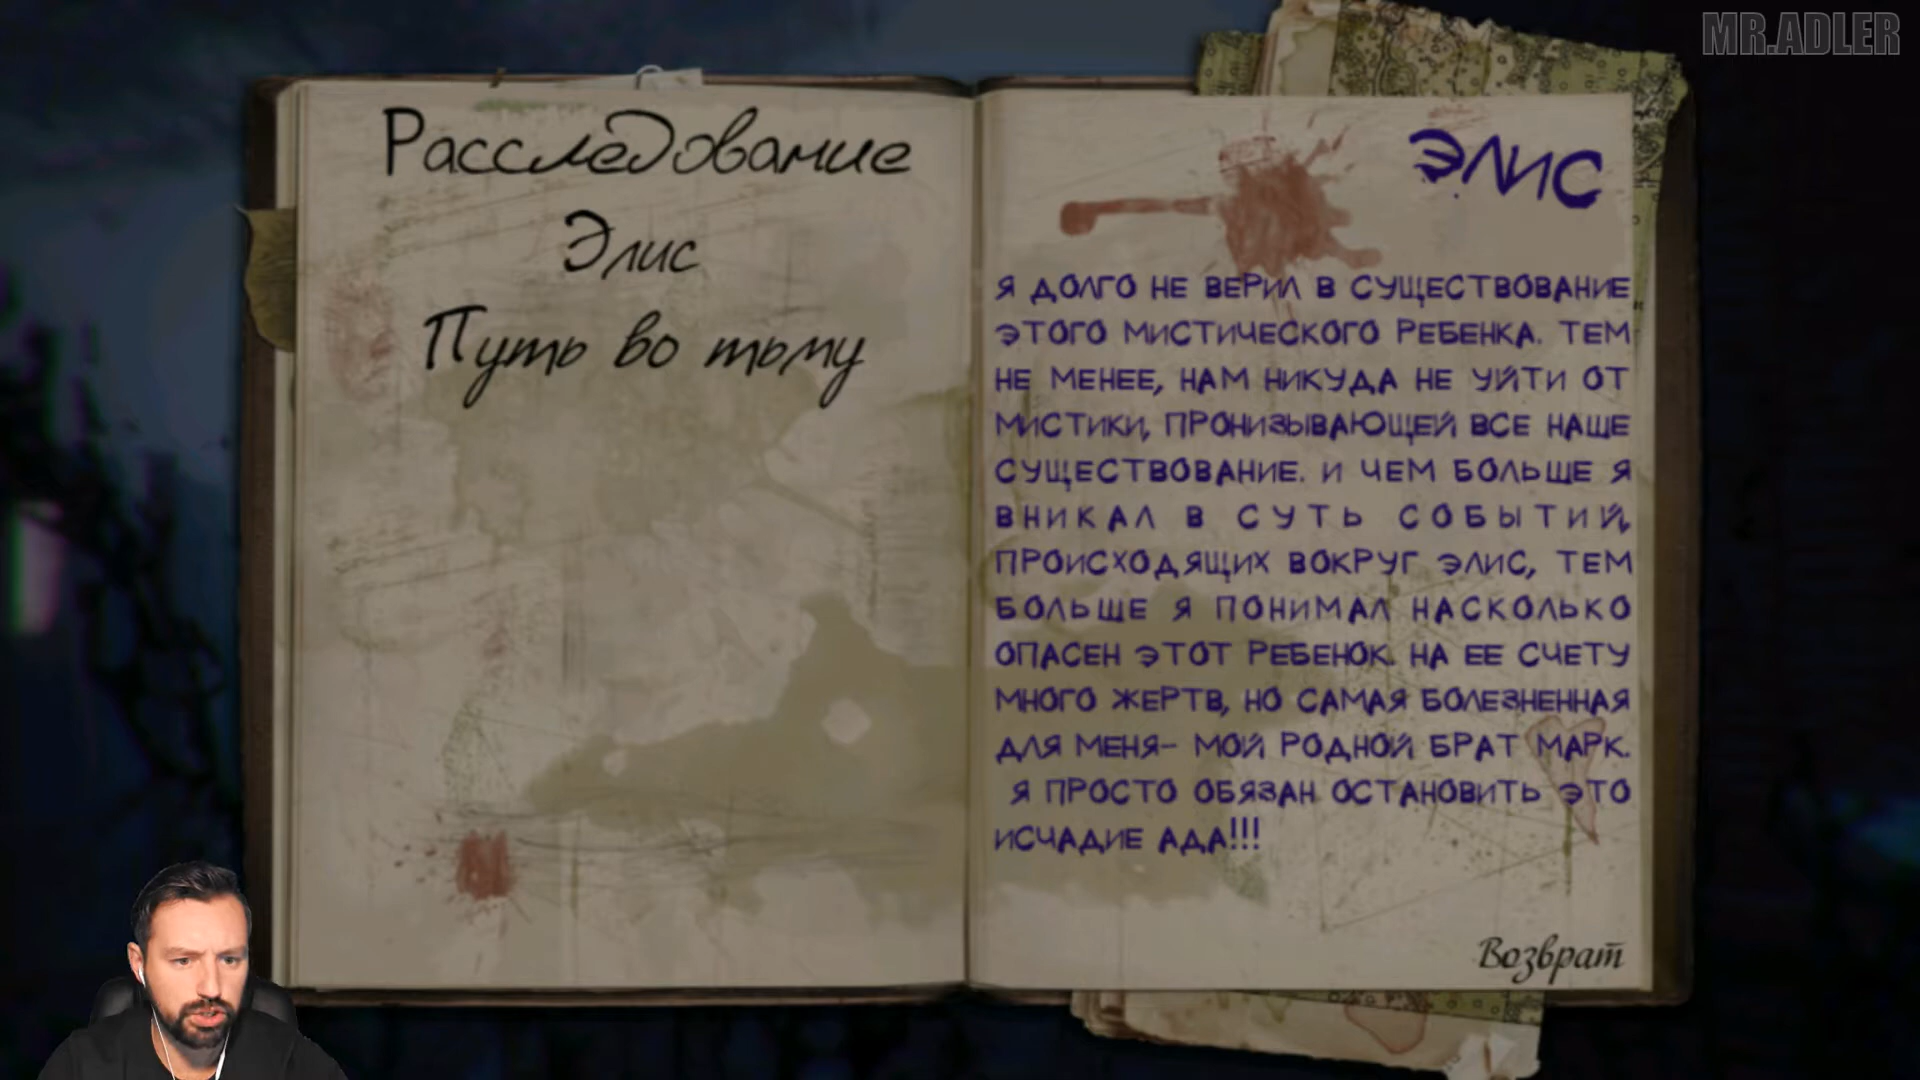 MR.ADLER
Расследование
Элис
Путь во тьму
ЭЛИС
Я ДОЛГО НЕ ВЕРИЛ В СУЩЕСТВОВАНИЕ
ЭТОГО МИСТИЧЕСКОГО РЕБЕНКА. ТЕМ
НЕ МЕНЕЕ, НАМ НИКУДА НЕ УЙТИ ОТ
МИСТИКИ, ПРОНИЗЫВАЮЩЕЙ ВСЕ НАШЕ
СУЩЕСТВОВАНИЕ. И ЧЕМ БОЛЬШЕ Я
ВНИКАЛ В СУТЬ СОБЫТИЙ,
ПРОИСХОДЯЩИХ ВОКРУГ ЭЛИС, ТЕМ
БОЛЬШЕ Я ПОНИМАЛ НАСКОЛЬКО
ОПАСЕН ЭТОТ РЕБЕНОК. НА ЕЕ СЧЕТУ
МНОГО ЖЕРТВ, НО САМАЯ БОЛЕЗНЕННАЯ
ДЛЯ МЕНЯ- МОЙ РОДНОЙ БРАТ МАРК.
Я ПРОСТО ОБЯЗАН ОСТАНОВИТЬ ЭТО
ИСЧАДИЕ АДА!!!
Возврат